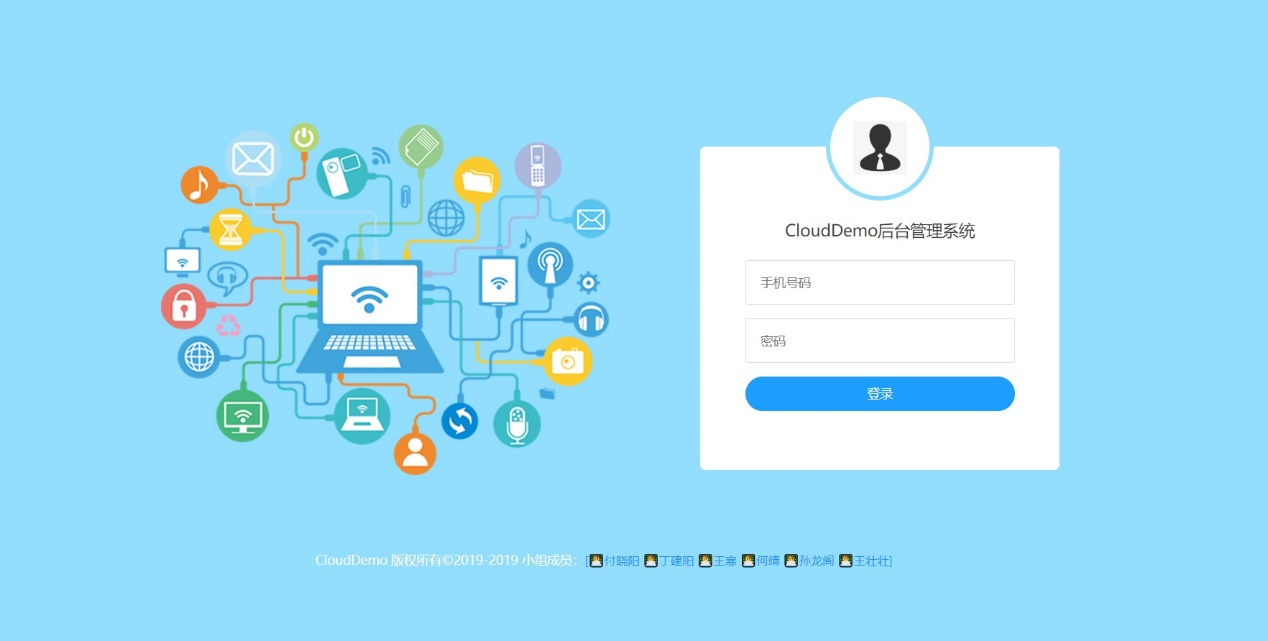 CloudDemo后台管理系统
手机号码
密码
登录
CloudDemo 版权所有©2019-2019 小组成员：[付晓阳 丁建阳 王寒 何靖 孙龙阁 王壮壮]